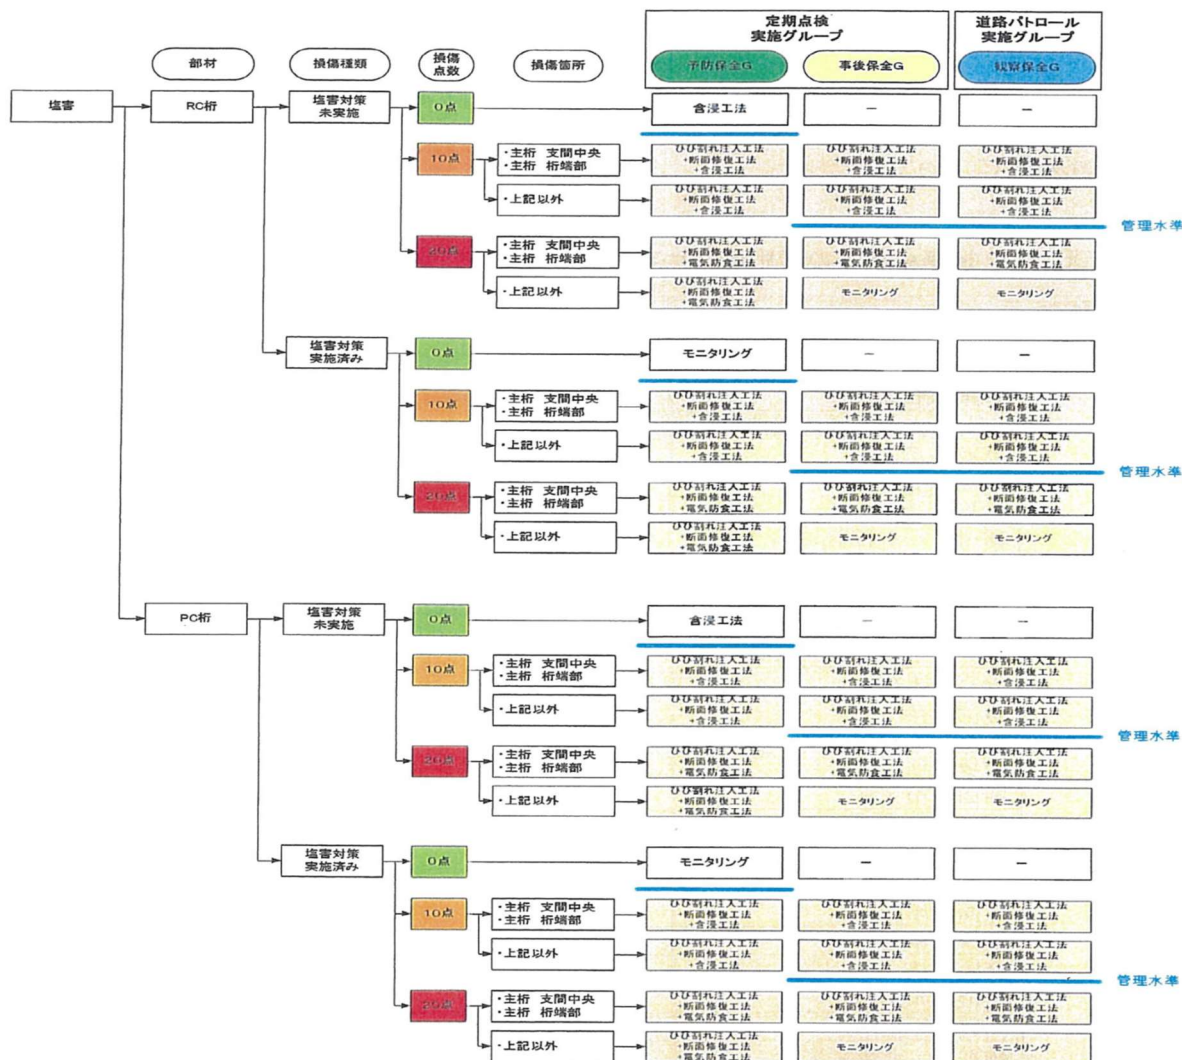 定期点検
実施グループ
道路パトロール
実施グループ
部材
損傷種類
損傷
点数
損傷箇所
予防保全G
事後保全G
観察保全G
塩害
RC桁
塩害対策
未実施
0点
含浸工法
―
―
10点
・主桁 支間中央
・主桁 桁端部
ひび割れ注入工法
+断面修復工法
+含浸工法
ひび割れ注入工法
+断面修復工法
+含浸工法
ひび割れ注入工法
+断面修復工法
+含浸工法
・上記以外
ひび割れ注入工法
+断面修復工法
+含浸工法
ひび割れ注入工法
+断面修復工法
+含浸工法
ひび割れ注入工法
+断面修復工法
+含浸工法
管理水準
20点
・主桁 支間中央
・主桁 桁端部
ひび割れ注入工法
+断面修復工法
+電気防食工法
ひび割れ注入工法
+断面修復工法
+電気防食工法
ひび割れ注入工法
+断面修復工法
+電気防食工法
・上記以外
ひび割れ注入工法
+断面修復工法
+電気防食工法
モニタリング
モニタリング
塩害対策
実施済み
0点
モニタリング
―
―
10点
・主桁 支間中央
・主桁 桁端部
ひび割れ注入工法
+断面修復工法
+含浸工法
ひび割れ注入工法
+断面修復工法
+含浸工法
ひび割れ注入工法
+断面修復工法
+含浸工法
・上記以外
ひび割れ注入工法
+断面修復工法
+含浸工法
ひび割れ注入工法
+断面修復工法
+含浸工法
ひび割れ注入工法
+断面修復工法
+含浸工法
管理水準
20点
・主桁 支間中央
・主桁 桁端部
ひび割れ注入工法
+断面修復工法
+電気防食工法
ひび割れ注入工法
+断面修復工法
+電気防食工法
ひび割れ注入工法
+断面修復工法
+電気防食工法
・上記以外
ひび割れ注入工法
+断面修復工法
+電気防食工法
モニタリング
モニタリング
PC桁
塩害対策
未実施
0点
含浸工法
―
―
10点
・主桁 支間中央
・主桁 桁端部
ひび割れ注入工法
+断面修復工法
+含浸工法
ひび割れ注入工法
+断面修復工法
+含浸工法
ひび割れ注入工法
+断面修復工法
+含浸工法
・上記以外
ひび割れ注入工法
+断面修復工法
+含浸工法
ひび割れ注入工法
+断面修復工法
+含浸工法
ひび割れ注入工法
+断面修復工法
+含浸工法
管理水準
20点
・主桁 支間中央
・主桁 桁端部
ひび割れ注入工法
+断面修復工法
+電気防食工法
ひび割れ注入工法
+断面修復工法
+電気防食工法
ひび割れ注入工法
+断面修復工法
+電気防食工法
・上記以外
ひび割れ注入工法
+断面修復工法
+電気防食工法
モニタリング
モニタリング
塩害対策
実施済み
0点
モニタリング
―
―
10点
・主桁 支間中央
・主桁 桁端部
ひび割れ注入工法
+断面修復工法
+含浸工法
ひび割れ注入工法
+断面修復工法
+含浸工法
ひび割れ注入工法
+断面修復工法
+含浸工法
・上記以外
ひび割れ注入工法
+断面修復工法
+含浸工法
ひび割れ注入工法
+断面修復工法
+含浸工法
ひび割れ注入工法
+断面修復工法
+含浸工法
管理水準
20点
・主桁 支間中央
・主桁 桁端部
ひび割れ注入工法
+断面修復工法
+電気防食工法
ひび割れ注入工法
+断面修復工法
+電気防食工法
ひび割れ注入工法
+断面修復工法
+電気防食工法
・上記以外
ひび割れ注入工法
+断面修復工法
+電気防食工法
モニタリング
モニタリング